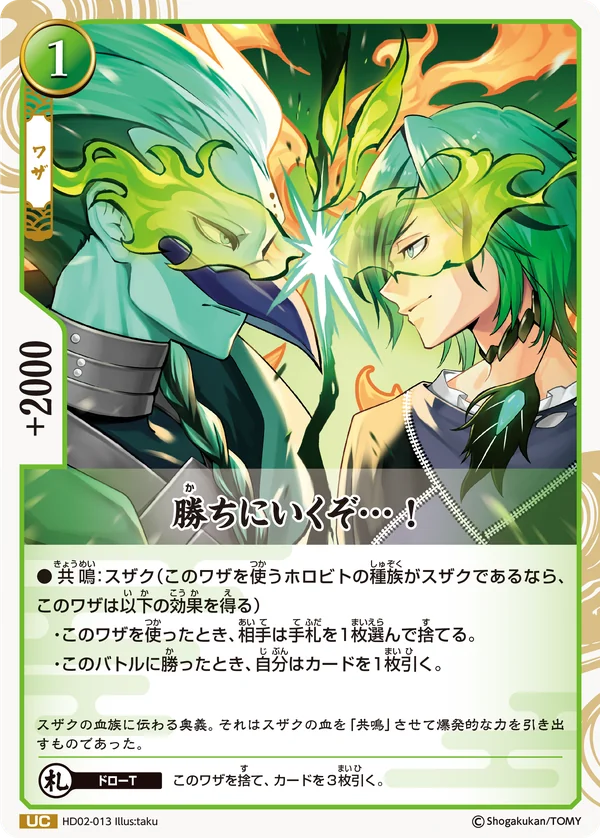 1
ワザ
+2000
勝ちにいくぞ…！
●共鳴：スザク（このワザを使うホロビトの種族がスザクであるなら、
このワザは以下の効果を得る）
・このワザを使ったとき、相手は手札を1枚選んで捨てる。
・このバトルに勝ったとき、自分はカードを1枚引く。
スザクの血族に伝わる奥義。それはスザクの血を「共鳴」させて爆発的な力を引き出
すものであった。
札 ドローT このワザを捨て、カードを3枚引く。
UC HD02-013 Illus:taku ©Shogakukan/TOMY